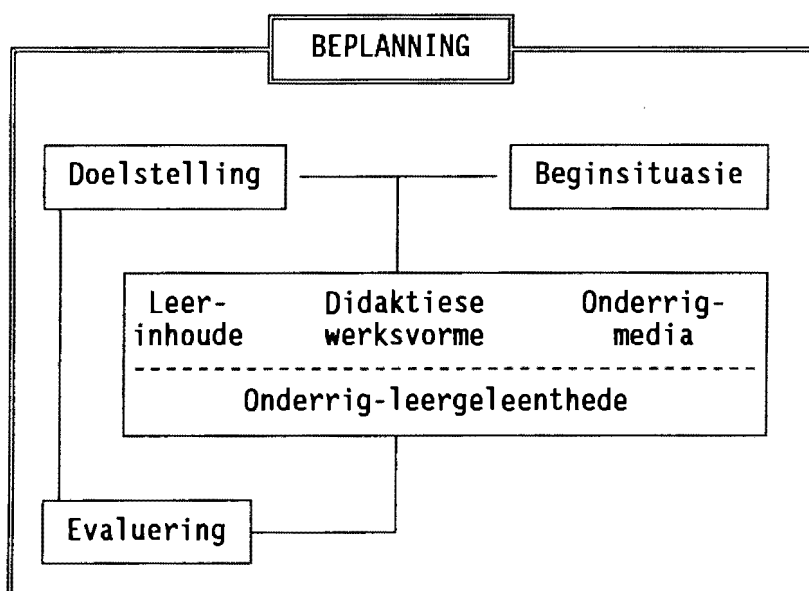 BEPLANNING
Doelstelling
Beginsituasie
Leer-
inhoude
Didaktiese
werksvorme
Onderrig-
media
Onderrig-leergeleenthede
Evaluering